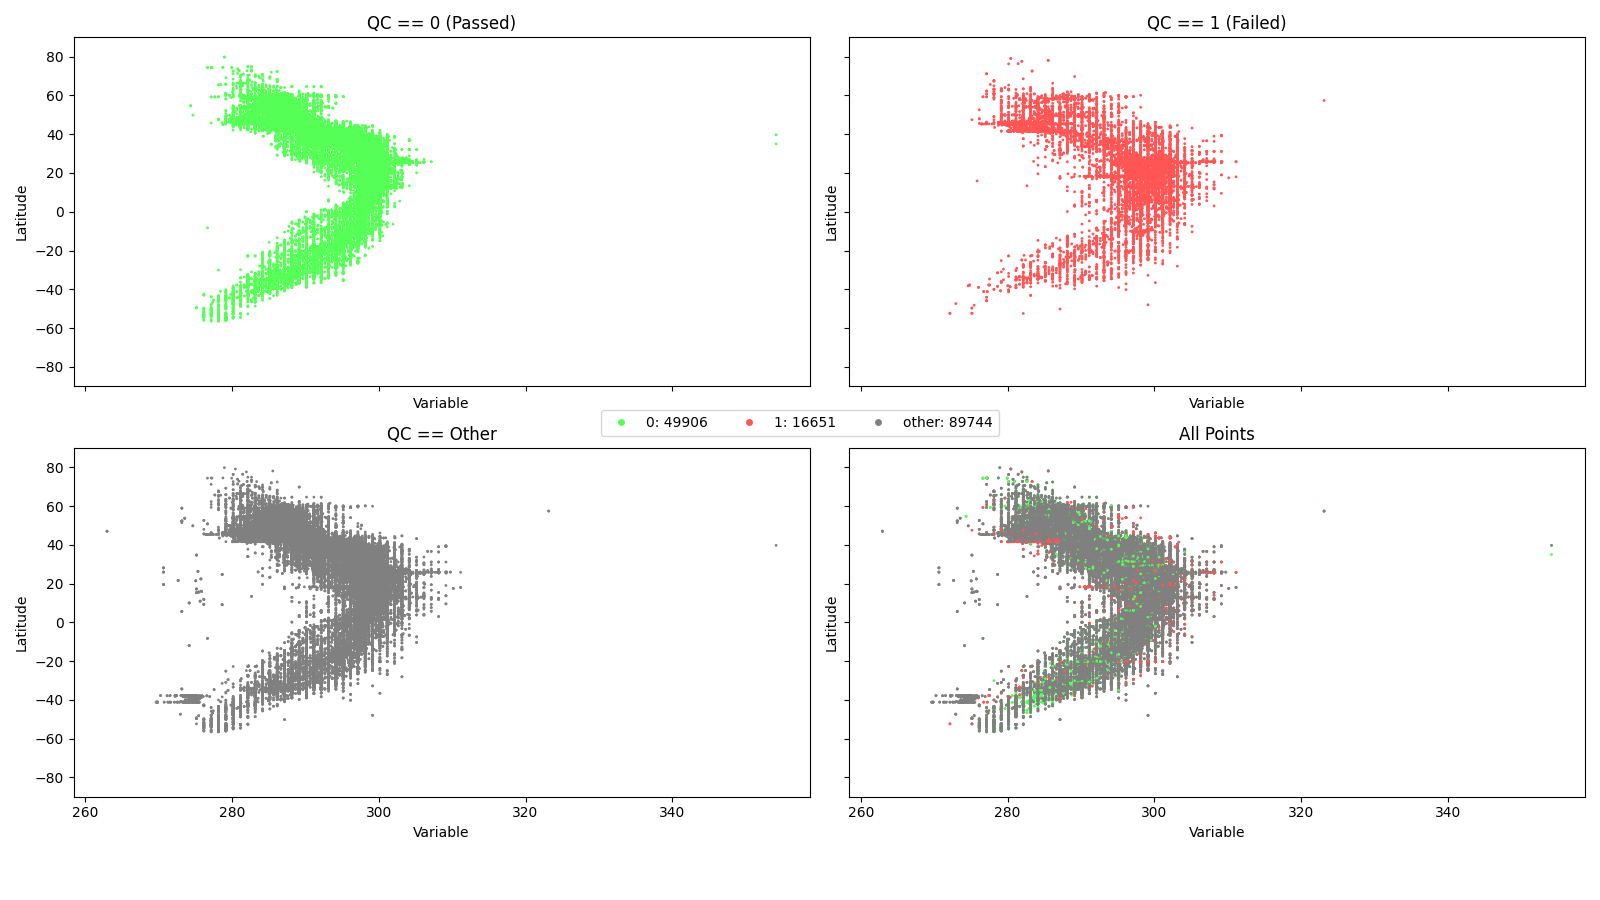 QC == 0 (Passed)
QC == 1 (Failed)
80
60
40
20
0
−20
−40
−60
−80
Latitude
Latitude
Variable
Variable
0: 49906 1: 16651 other: 89744
QC == Other
All Points
80
60
40
20
0
−20
−40
−60
−80
Latitude
Latitude
260 280 300 320 340
260 280 300 320 340
Variable
Variable